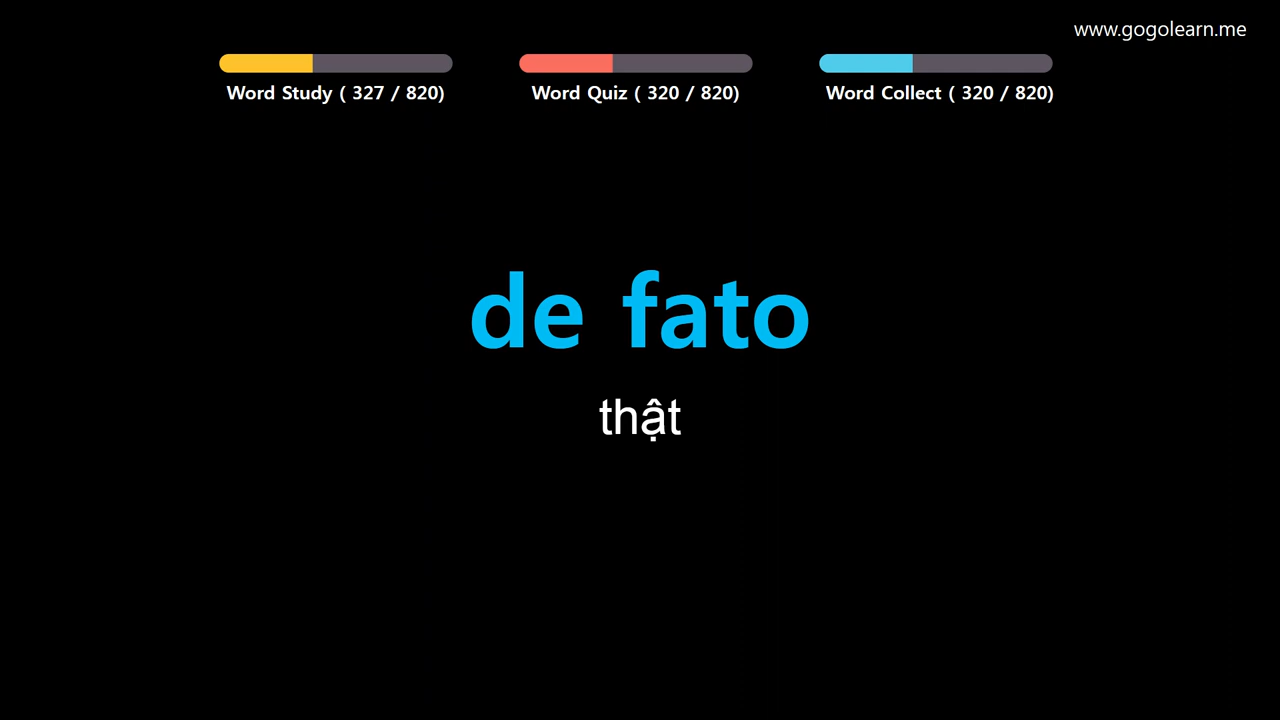 www.gogolearn.me
Word Study ( 327 / 820)
Word Quiz ( 320 / 820)
Word Collect ( 320 / 820)
de fato
thật